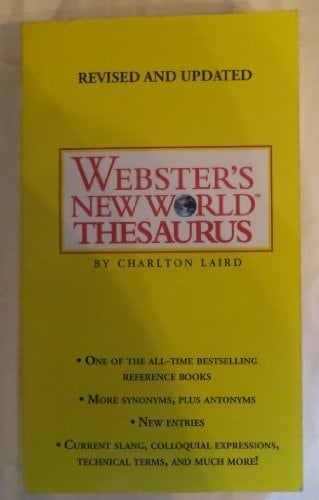 REVISED AND UPDATED
WEBSTER'S
NEW WORLD™
THESAURUS
BY CHARLTON LAIRD
• ONE OF THE ALL-TIME BESTSELLING
REFERENCE BOOKS
• MORE SYNONYMS, PLUS ANTONYMS
• NEW ENTRIES
• CURRENT SLANG, COLLOQUIAL EXPRESSIONS,
TECHNICAL TERMS, AND MUCH MORE!